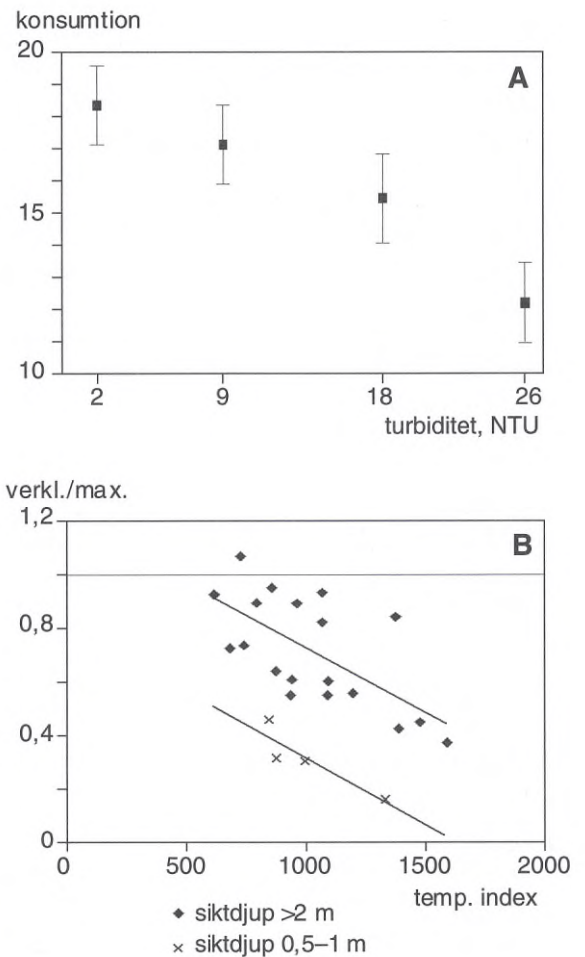 konsumtion
20
A
15
10
2 9 18 26
turbiditet, NTU
verkl./max.
1,2
B
0,8
0,4
0
0 500 1000 1500 2000
temp. index
siktdjup >2 m
siktdjup 0,5–1 m